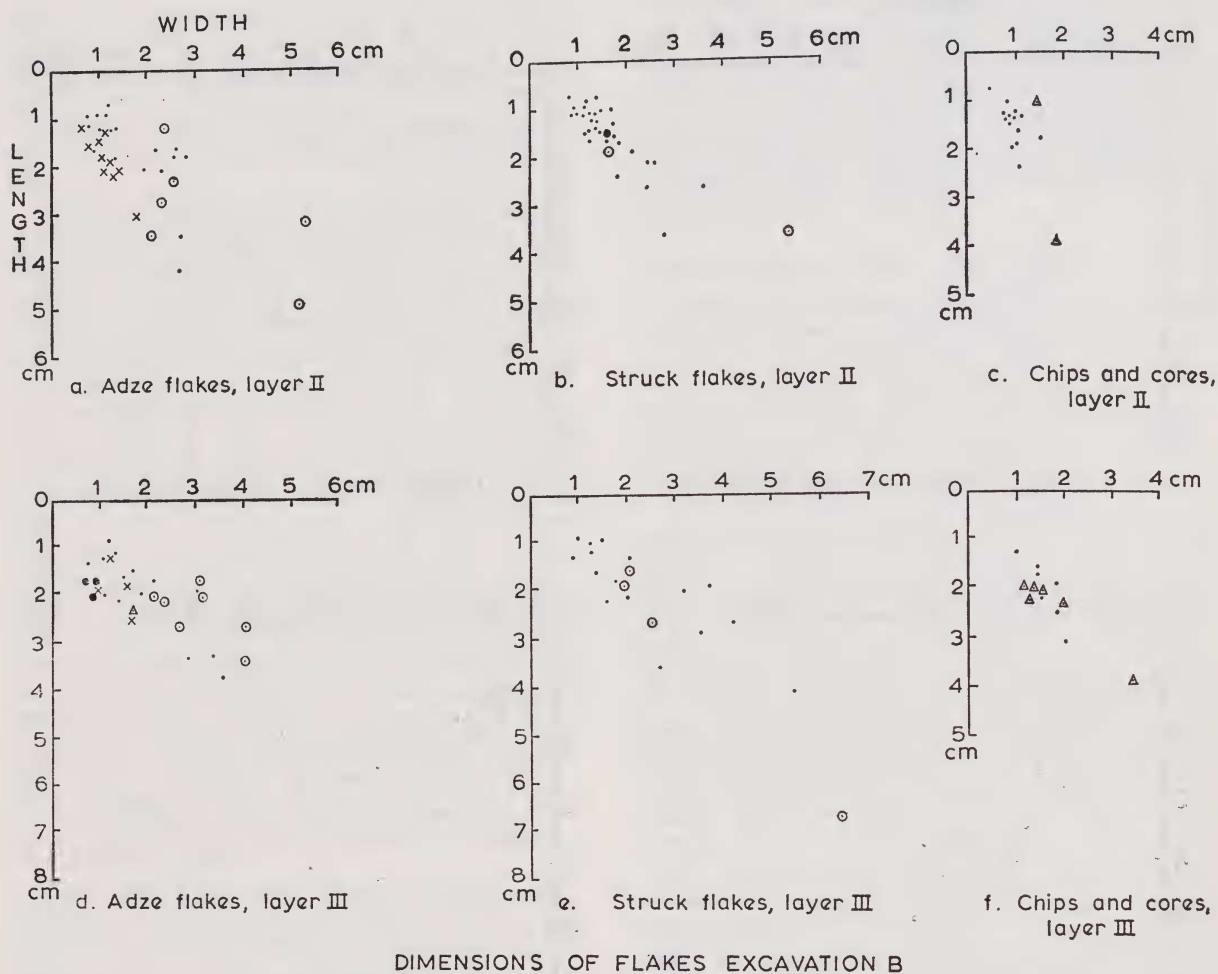 WIDTH
1 2 3 4 5 6 cm
0
1
2
3
4
5
6
cm
LENGTH
a. Adze flakes, layer II
1 2 3 4 5 6 cm
0
1
2
3
4
5
6
cm
b. Struck flakes, layer II
1 2 3 4 cm
0
1
2
3
4
5
cm
c. Chips and cores,
layer II
1 2 3 4 5 6cm
0
1
2
3
4
5
6
7
8
cm
d. Adze flakes, layer III
1 2 3 4 5 6 7 cm
0
1
2
3
4
5
6
7
8
cm
e. Struck flakes, layer III
1 2 3 4 cm
0
1
2
3
4
5
cm
f. Chips and cores,
layer III
DIMENSIONS OF FLAKES EXCAVATION B